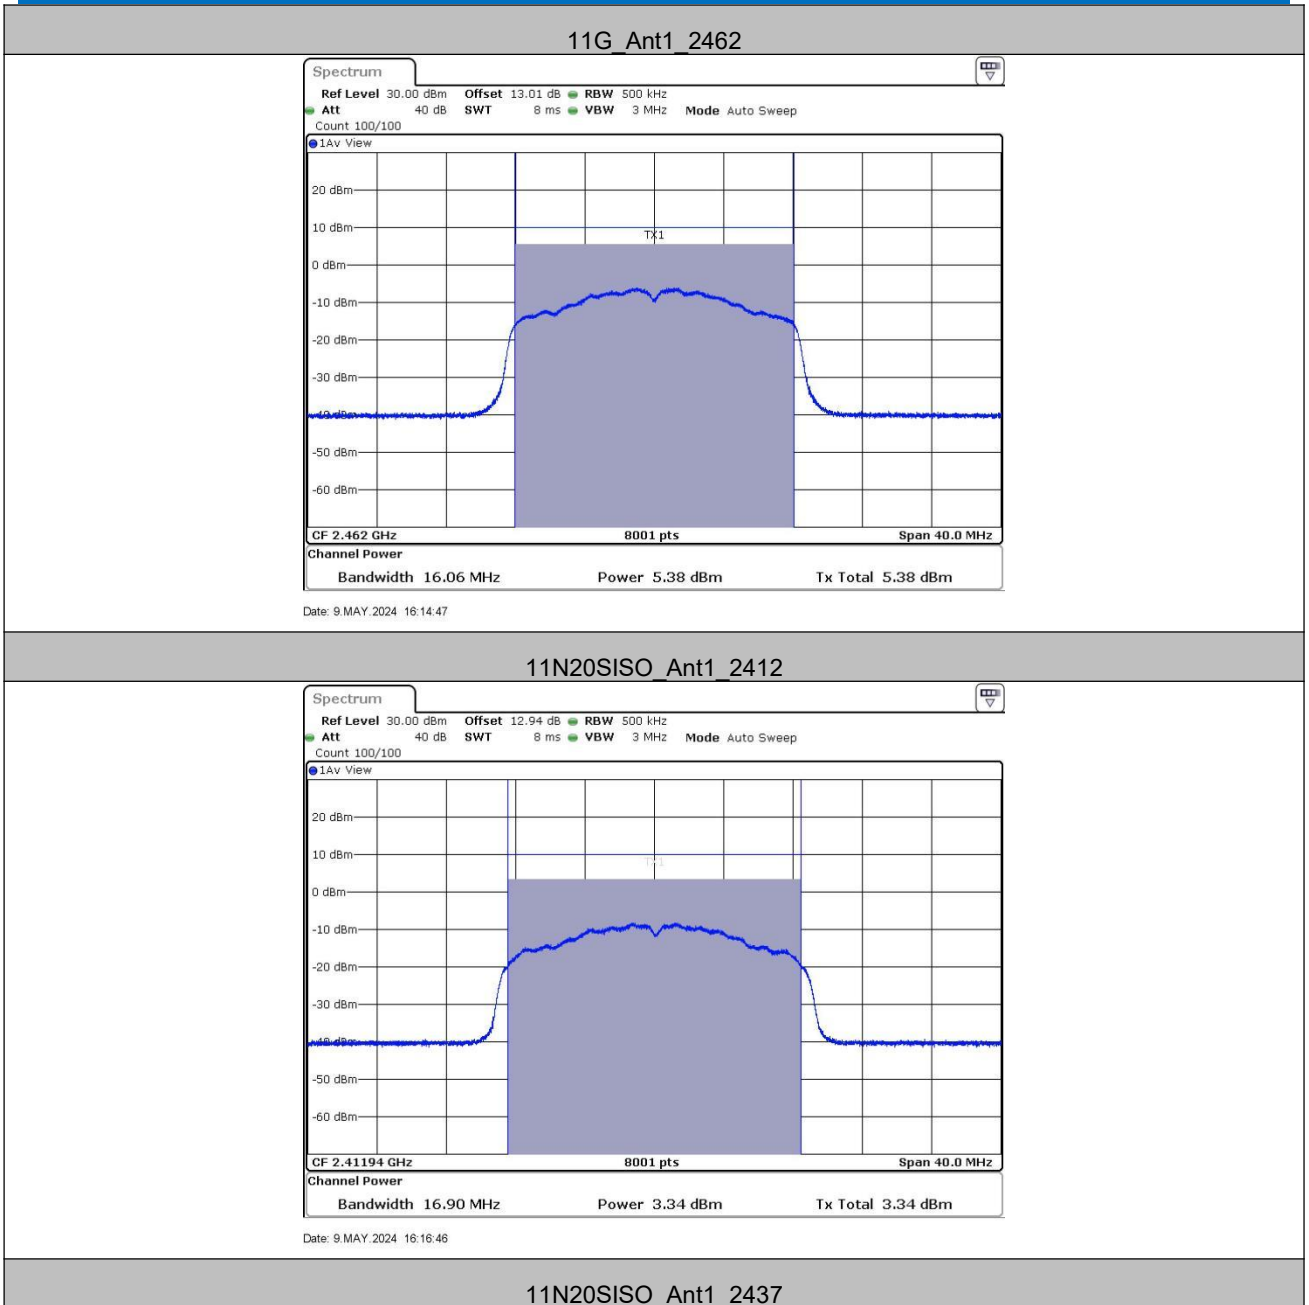 11G_Ant1_2462
Spectrum
Ref Level 30.00 dBm Offset 13.01 dB RBW 500 kHz
Att 40 dB SWT 8 ms VBW 3 MHz Mode Auto Sweep
Count 100/100
1Av View
20 dBm
10 dBm
TX1
0 dBm
-10 dBm
-20 dBm
-30 dBm
-40 dBm
-50 dBm
-60 dBm
CF 2.462 GHz 8001 pts Span 40.0 MHz
Channel Power
Bandwidth 16.06 MHz Power 5.38 dBm Tx Total 5.38 dBm
Date: 9.MAY.2024 16:14:47
11N20SISO_Ant1_2412
Spectrum
Ref Level 30.00 dBm Offset 12.94 dB RBW 500 kHz
Att 40 dB SWT 8 ms VBW 3 MHz Mode Auto Sweep
Count 100/100
1Av View
20 dBm
10 dBm
TX1
0 dBm
-10 dBm
-20 dBm
-30 dBm
-40 dBm
-50 dBm
-60 dBm
CF 2.41194 GHz 8001 pts Span 40.0 MHz
Channel Power
Bandwidth 16.90 MHz Power 3.34 dBm Tx Total 3.34 dBm
Date: 9.MAY.2024 16:16:46
11N20SISO_Ant1_2437